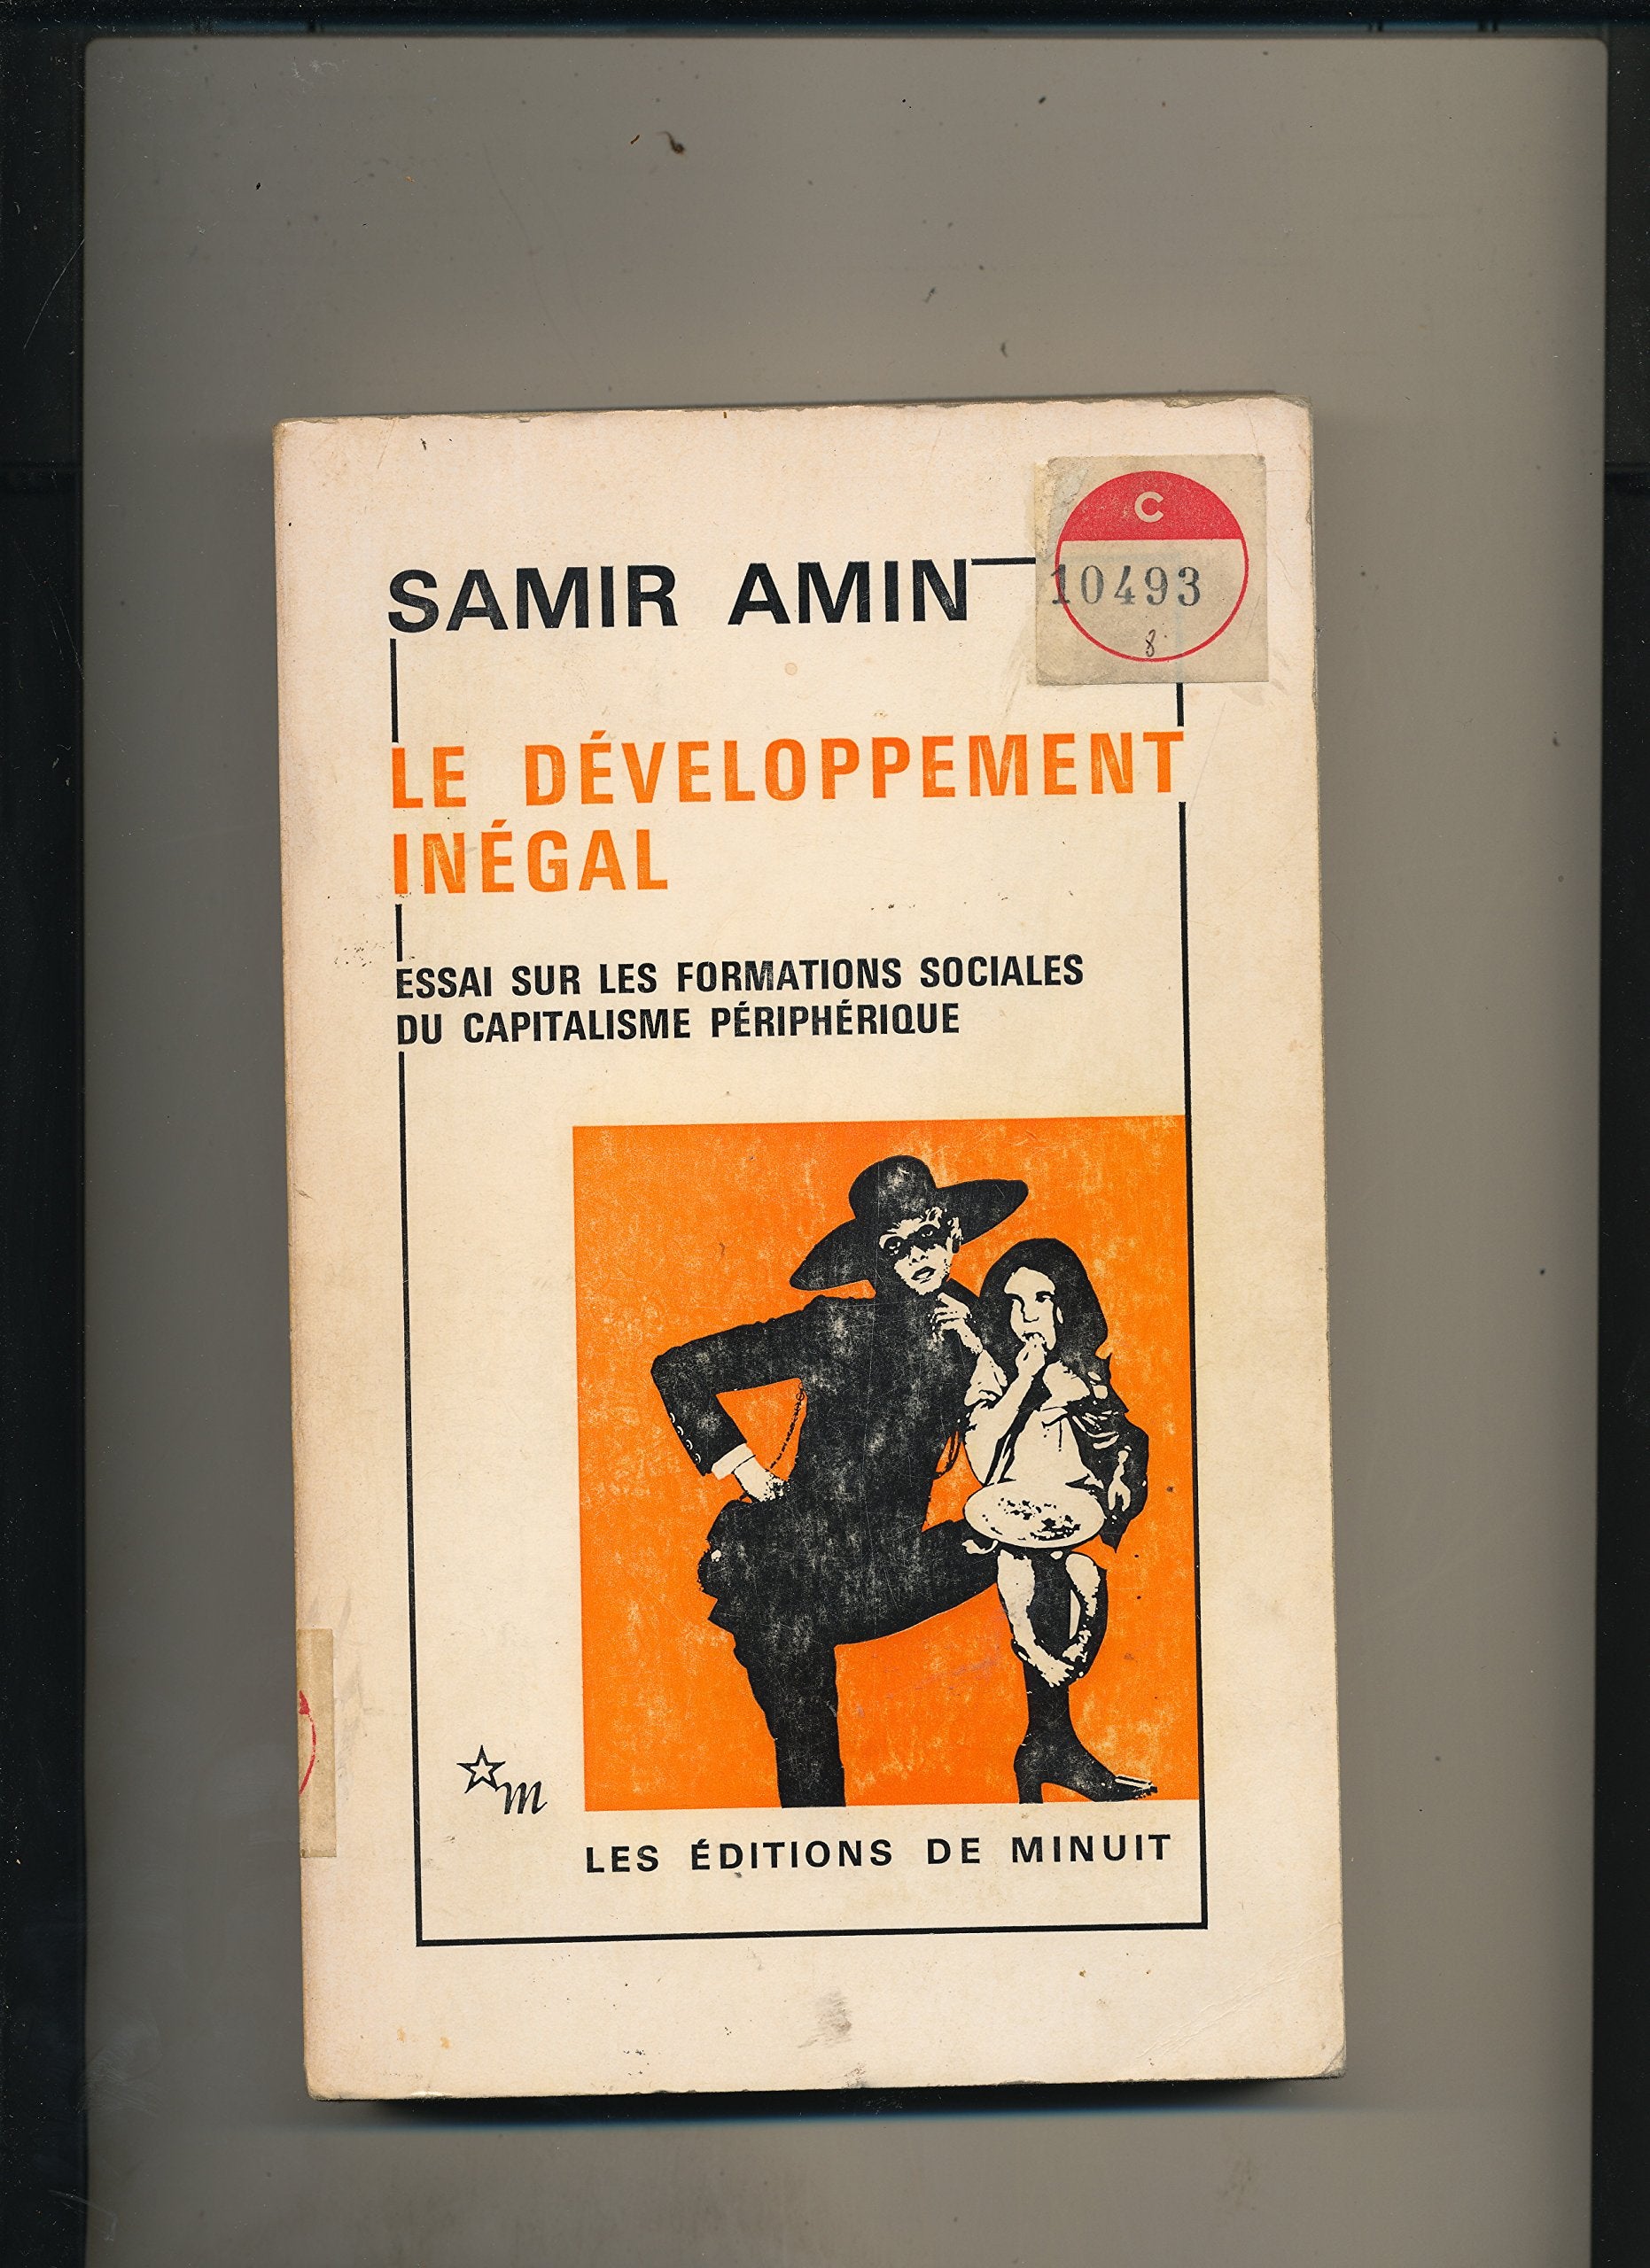 C
10493
8
SAMIR AMIN
LE DÉVELOPPEMENT
INÉGAL
ESSAI SUR LES FORMATIONS SOCIALES
DU CAPITALISME PÉRIPHÉRIQUE
m
LES ÉDITIONS DE MINUIT